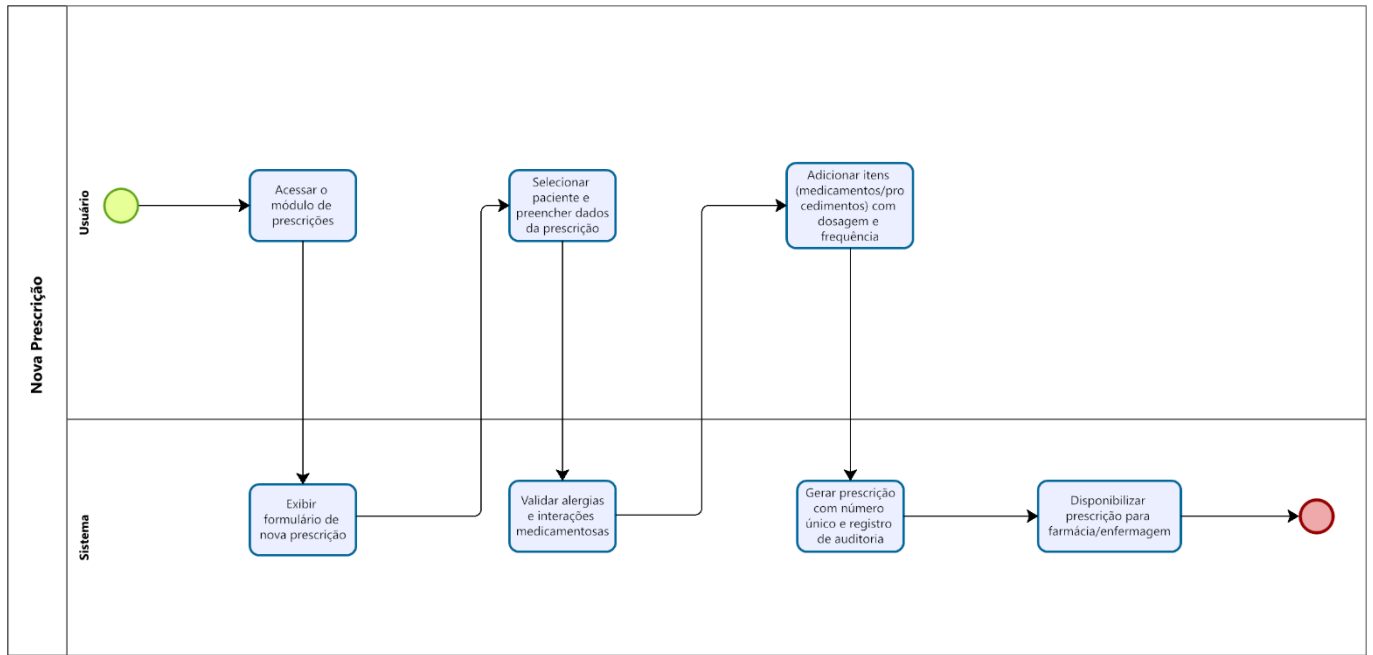 Nova Prescrição
Usuário
Acessar o
módulo de
prescrições
Selecionar
paciente e
preencher dados
da prescrição
Adicionar itens
(medicamentos/pro
cedimentos) com
dosagem e
frequência
Sistema
Exibir
formulário de
nova prescrição
Validar alergias
e interações
medicamentosas
Gerar prescrição
com número
único e registro
de auditoria
Disponibilizar
prescrição para
farmácia/enfermagem